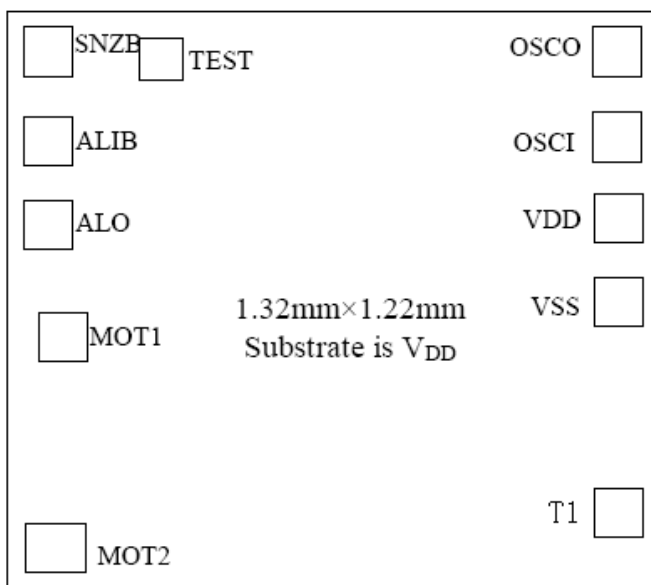 SNZB
TEST
OSCO
ALIB
OSCI
ALO
VDD
1.32mm×1.22mm
VSS
Substrate is VDD
MOT1
T1
MOT2